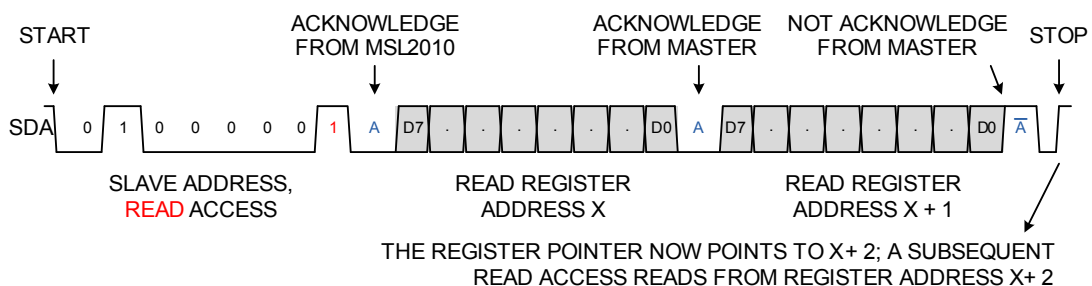 START
ACKNOWLEDGE
FROM MSL2010
ACKNOWLEDGE
FROM MASTER
NOT ACKNOWLEDGE
FROM MASTER
STOP
SDA 0 1 0 0 0 0 0 1 A D7 . . . . . . D0 A D7 . . . . . . D0 A̅
SLAVE ADDRESS,
READ ACCESS
READ REGISTER
ADDRESS X
READ REGISTER
ADDRESS X + 1
THE REGISTER POINTER NOW POINTS TO X+ 2; A SUBSEQUENT
READ ACCESS READS FROM REGISTER ADDRESS X+ 2